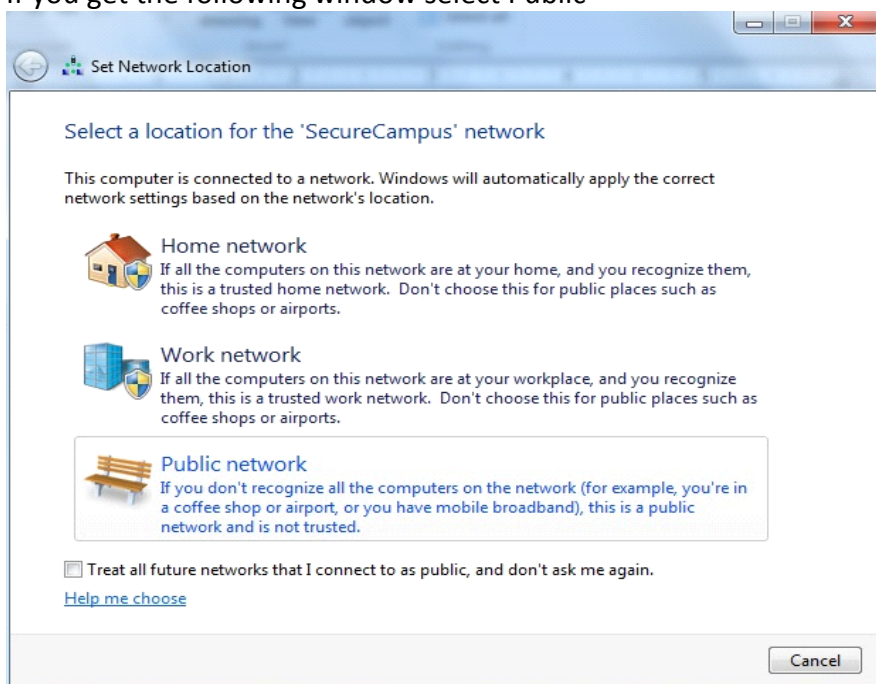 If you get the following window select Public
Set Network Location
Select a location for the 'SecureCampus' network
This computer is connected to a network. Windows will automatically apply the correct
network settings based on the network's location.
Home network
If all the computers on this network are at your home, and you recognize them,
this is a trusted home network.  Don't choose this for public places such as
coffee shops or airports.
Work network
If all the computers on this network are at your workplace, and you recognize
them, this is a trusted work network.  Don't choose this for public places such as
coffee shops or airports.
Public network
If you don't recognize all the computers on the network (for example, you're in
a coffee shop or airport, or you have mobile broadband), this is a public
network and is not trusted.
Treat all future networks that I connect to as public, and don't ask me again.
Help me choose
Cancel